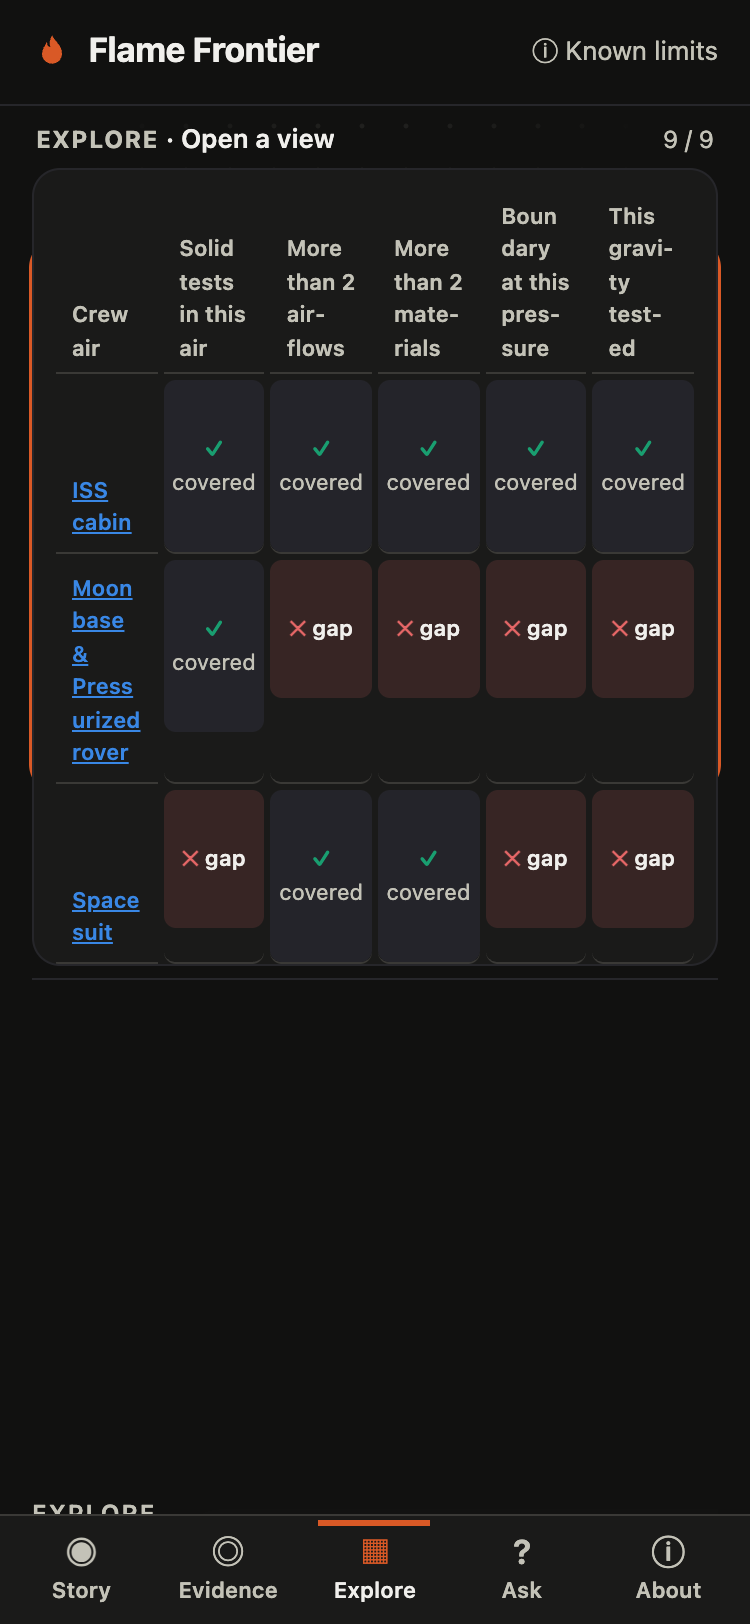 Flame Frontier
Known limits
EXPLORE · Open a view
9 / 9
Crew
air
Solid
tests
in this
air
More
than 2
air-
flows
More
than 2
mate-
rials
Boun
dary
at this
pres-
sure
This
gravi-
ty
test-
ed
ISS
cabin
✓
covered
✓
covered
✓
covered
✓
covered
✓
covered
Moon
base
&
Press
urized
rover
✓
covered
✕ gap
✕ gap
✕ gap
✕ gap
Space
suit
✕ gap
✓
covered
✓
covered
✕ gap
✕ gap
EXPLORE
Story
Evidence
Explore
? Ask
About